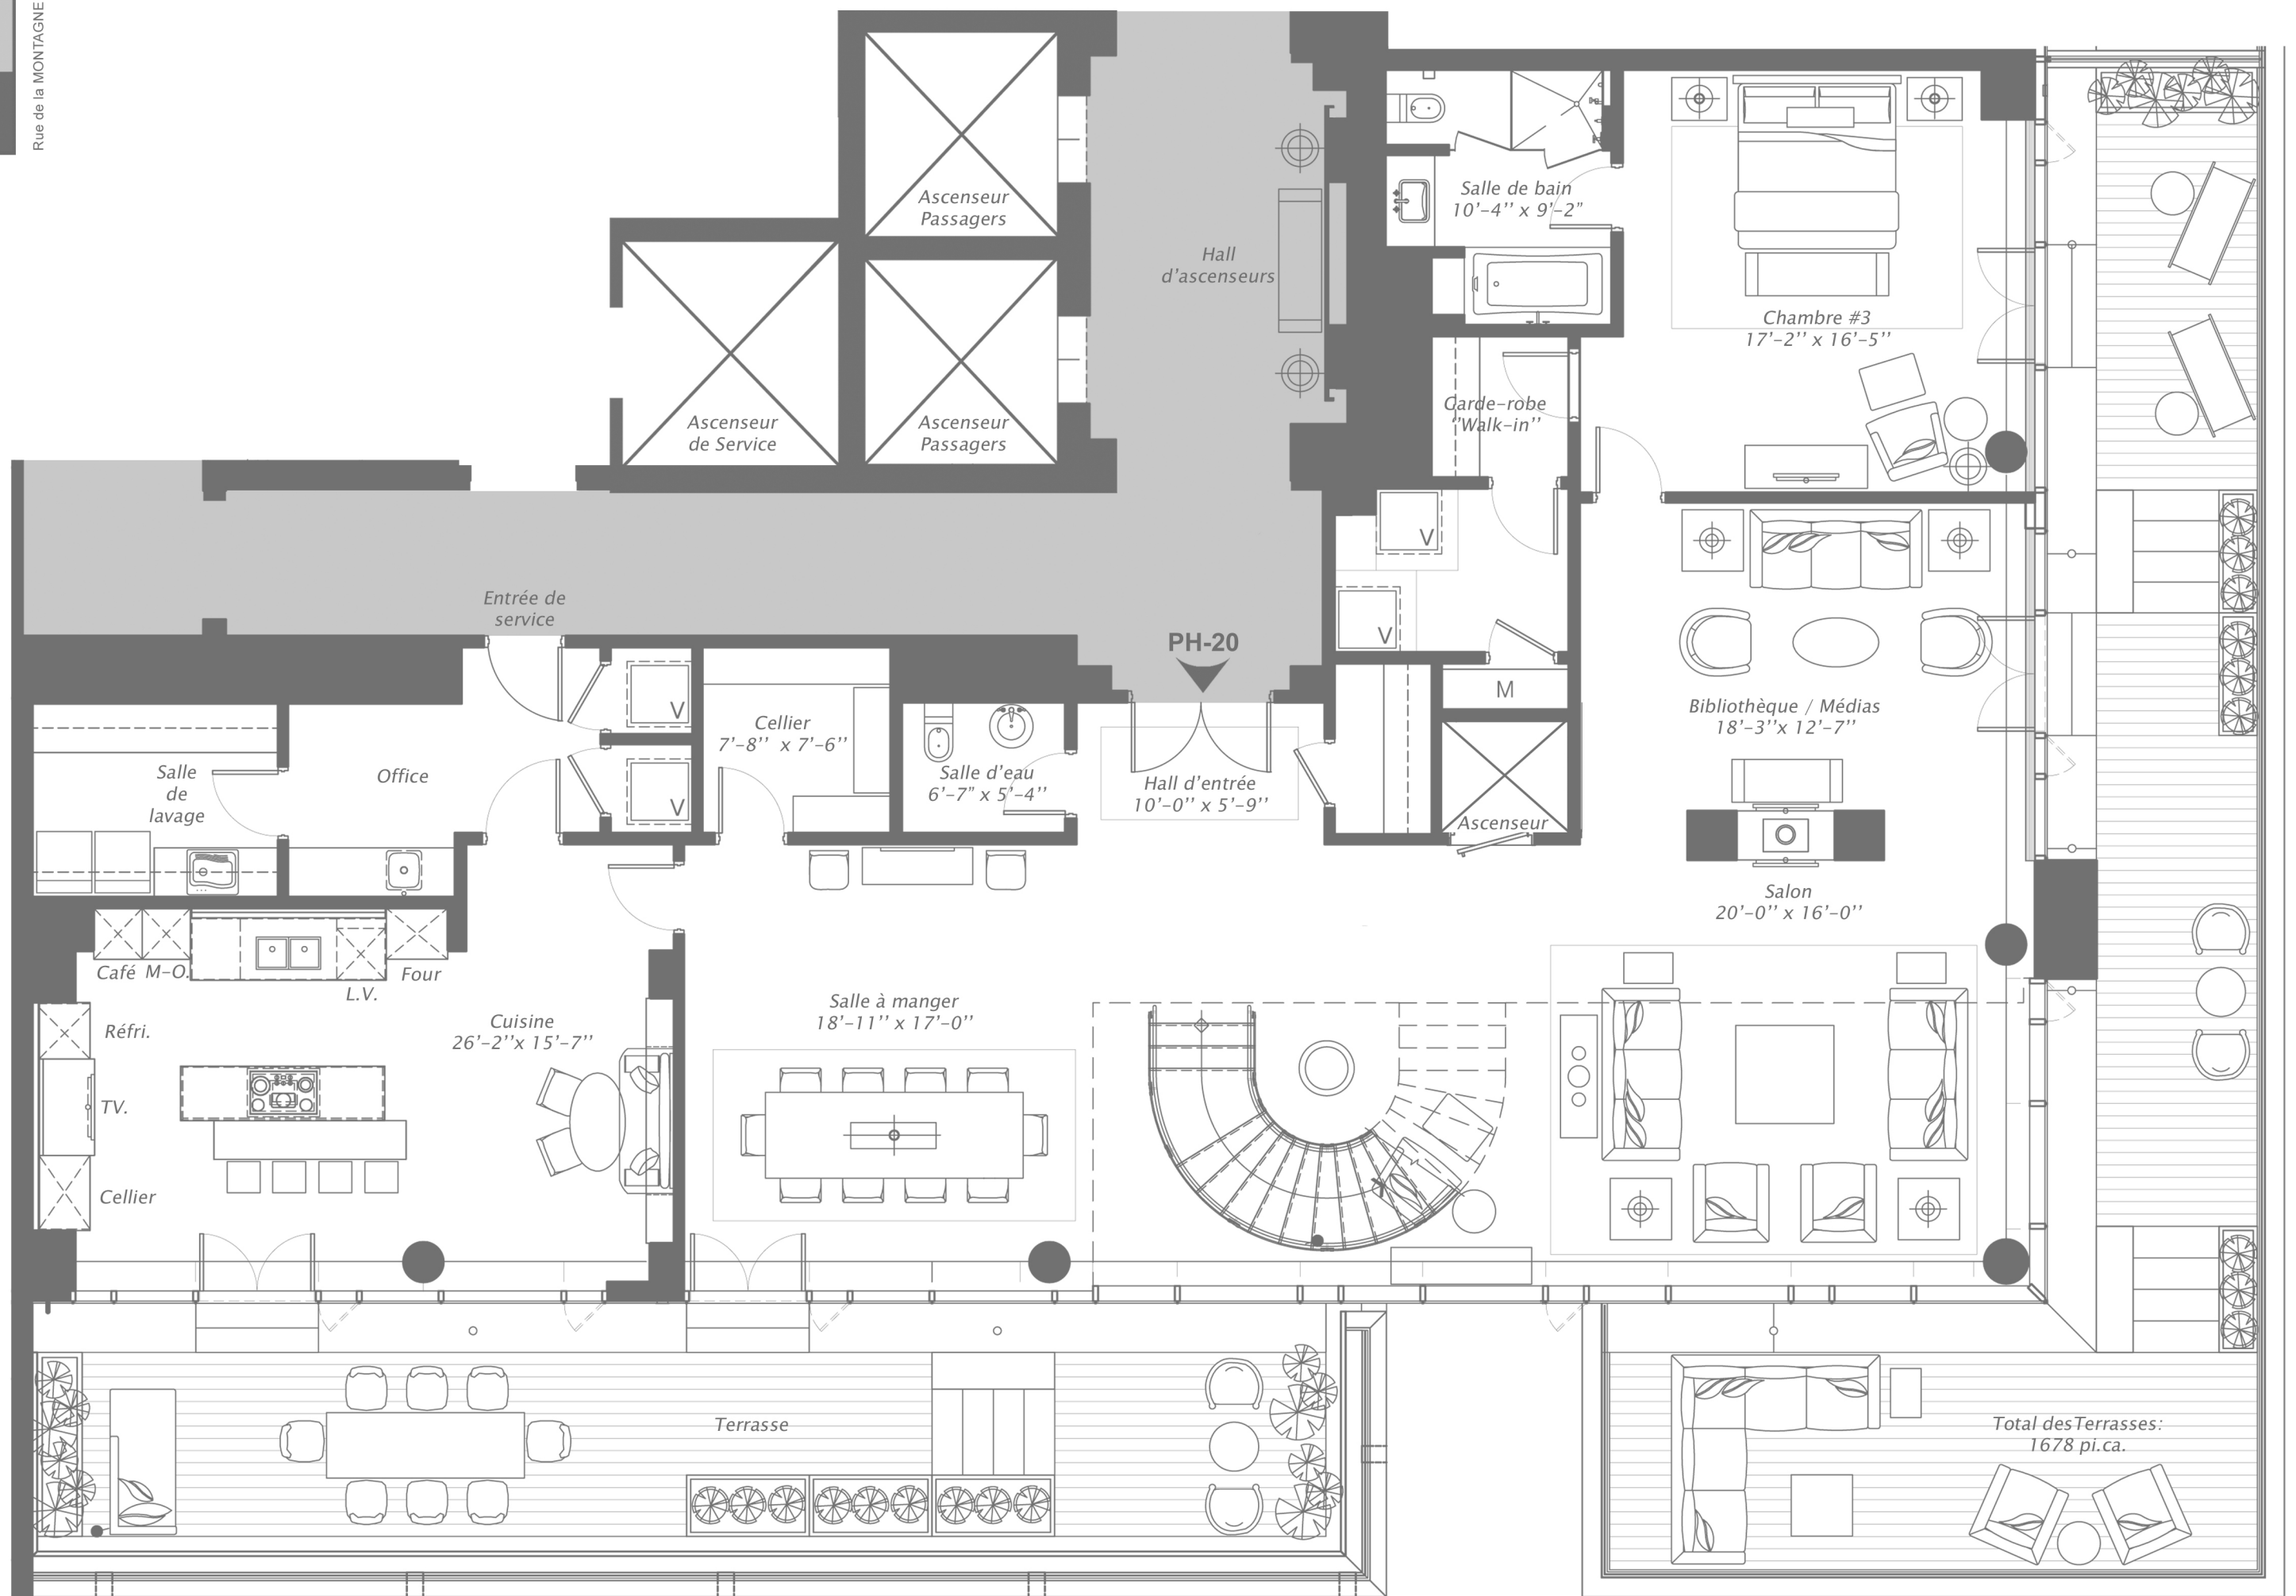 Rue de la MONTAGNE
Ascenseur
Passagers
Salle de bain
10'-4'' x 9'-2"
Hall
d'ascenseurs
Chambre #3
17'-2'' x 16'-5''
Ascenseur
de Service
Ascenseur
Passagers
Garde-robe
"Walk-in''
V
V
Entrée de
service
PH-20
M
V
V
Cellier
7'-8'' x 7'-6''
Bibliothèque / Médias
18'-3''x 12'-7''
Salle
de
lavage
Office
Salle d'eau
6'-7" x 5'-4''
Hall d'entrée
10'-0'' x 5'-9''
Ascenseur
Salon
20'-0'' x 16'-0''
Café
M-O.
L.V.
Four
Réfri.
Cuisine
26'-2''x 15'-7''
Salle à manger
18'-11'' x 17'-0''
TV.
Cellier
Terrasse
Total desTerrasses:
1678 pi.ca.